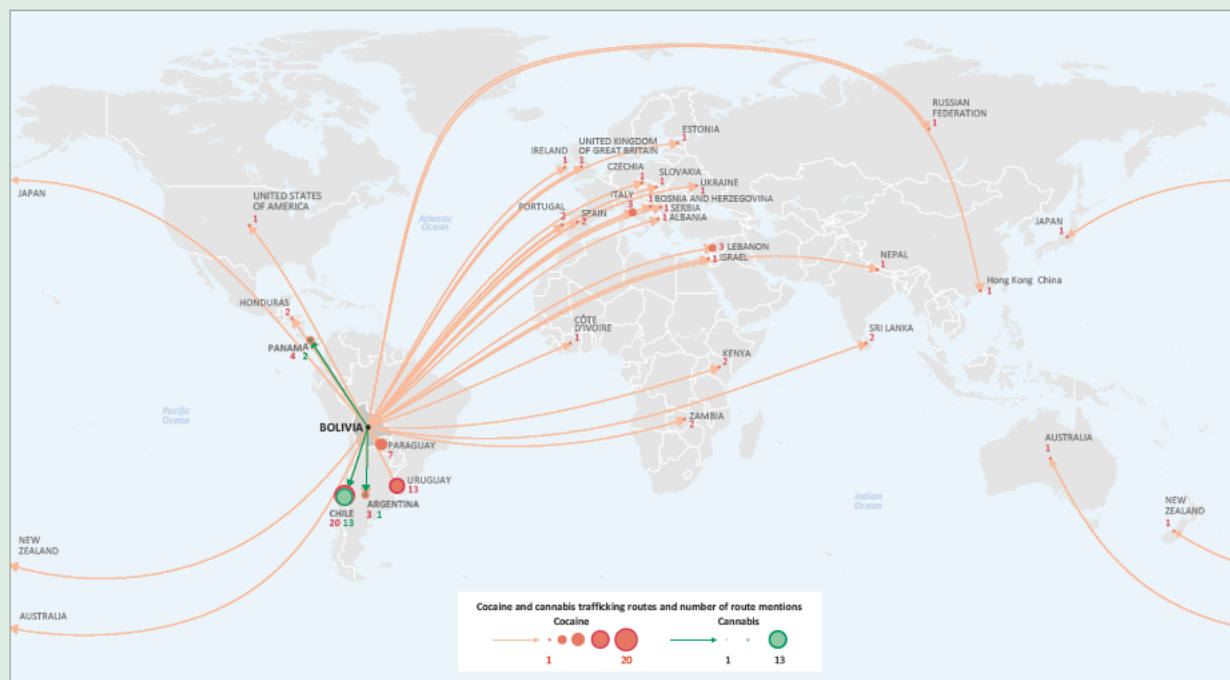 RUSSIAN
FEDERATION
1
ESTONIA
1
UNITED KINGDOM
OF GREAT BRITAIN
1
IRELAND
1
CZECHIA
1
SLOVAKIA
1
UKRAINE
1
JAPAN
UNITED STATES
OF AMERICA
1
ITALY
3
BOSNIA AND HERZEGOVINA
1
SERBIA
1
ALBANIA
1
PORTUGAL
2
SPAIN
2
Atlantic
Ocean
JAPAN
1
3 LEBANON
1 ISRAEL
NEPAL
1
Hong Kong China
1
HONDURAS
2
CÔTE
D'IVOIRE
1
SRI LANKA
2
PANAMA
4 2
KENYA
2
Pacific
Ocean
BOLIVIA
ZAMBIA
2
PARAGUAY
7
AUSTRALIA
1
URUGUAY
13
ARGENTINA
3 1
CHILE
20 13
Indian
Ocean
NEW
ZEALAND
1
NEW
ZEALAND
AUSTRALIA
Cocaine and cannabis trafficking routes and number of route mentions
Cocaine Cannabis
1 20 1 13